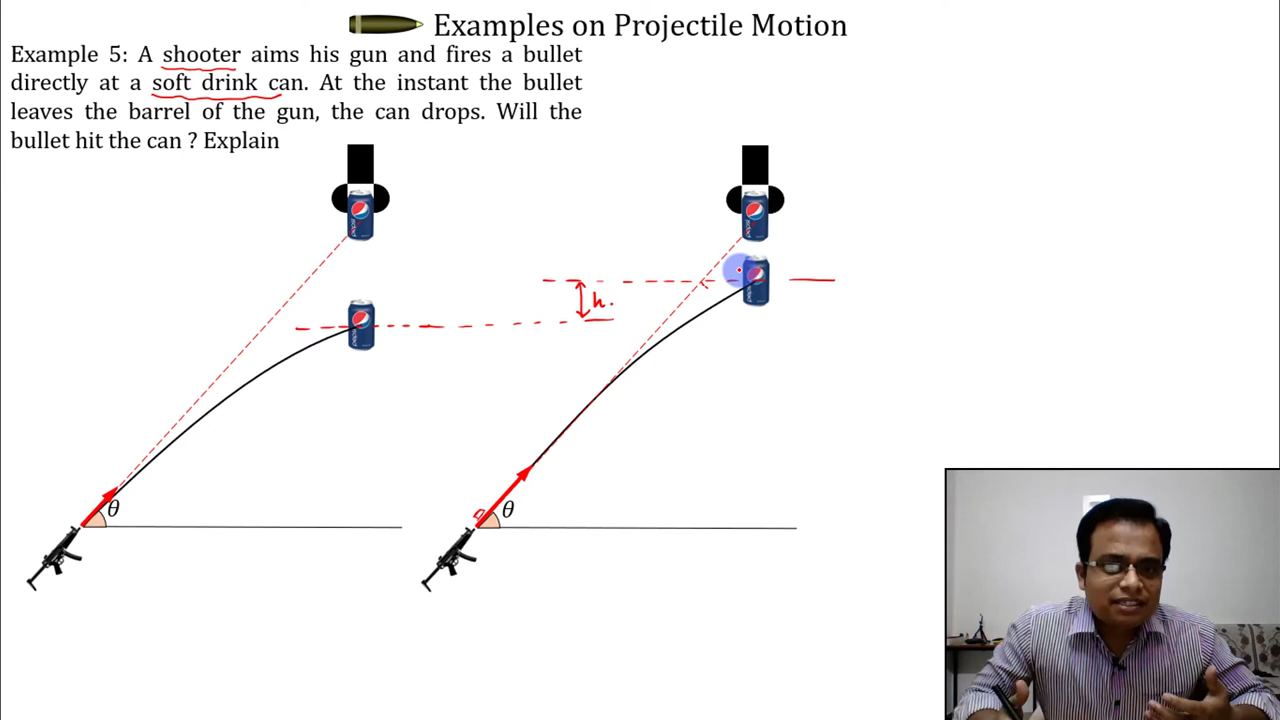 Examples on Projectile Motion
Example 5: A shooter aims his gun and fires a bullet
directly at a soft drink can. At the instant the bullet
leaves the barrel of the gun, the can drops. Will the
bullet hit the can ? Explain
h.
θ
θ